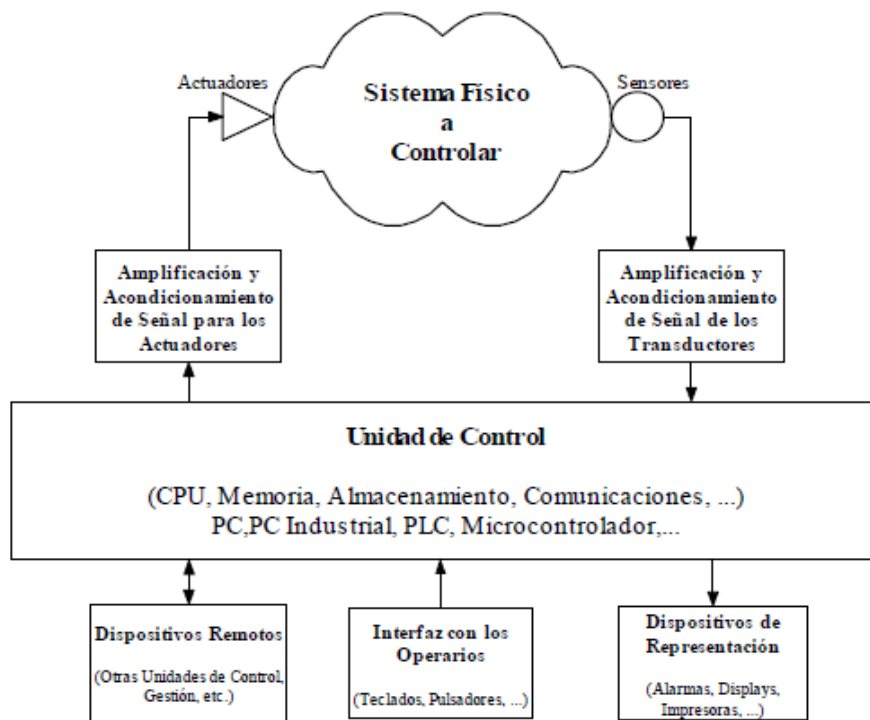 Actuadores
Sensores
Sistema Físico
a
Controlar
Amplificación y
Acondicionamiento
de Señal para los
Actuadores
Amplificación y
Acondicionamiento
de Señal de los
Transductores
Unidad de Control
(CPU, Memoria, Almacenamiento, Comunicaciones, ...)
PC,PC Industrial, PLC, Microcontrolador,...
Dispositivos Remotos
(Otras Unidades de Control,
Gestión, etc.)
Interfaz con los
Operarios
(Teclados, Pulsadores, ...)
Dispositivos de
Representación
(Alarmas, Displays,
Impresoras, ...)